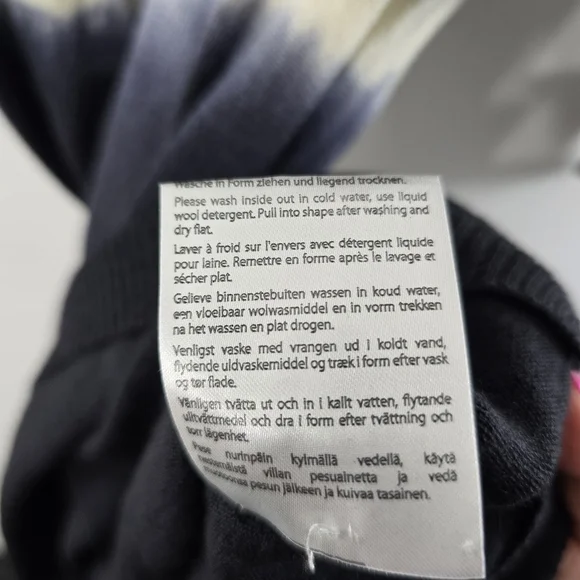 Wäsche in Form ziehen und liegend trocknen.
Please wash inside out in cold water, use liquid
wool detergent. Pull into shape after washing and
dry flat.
Laver à froid sur l'envers avec détergent liquide
pour laine. Remettre en forme après le lavage et
sécher plat.
Gelieve binnenstebuiten wassen in koud water,
een vloeibaar wolwasmiddel en in vorm trekken
na het wassen en plat drogen.
Venligst vaske med vrangen ud i koldt vand,
flydende uldvaskemiddel og træk i form efter vask
og tør flade.
Vänligen tvätta ut och in i kallt vatten, flytande
ulltvättmedel och dra i form efter tvättning och
torr lägenhet.
Pese nurinpäin kylmällä vedellä, käytä
nestemäistä villan pesuainetta ja vedä
muotoonsa pesun jälkeen ja kuivaa tasainen.